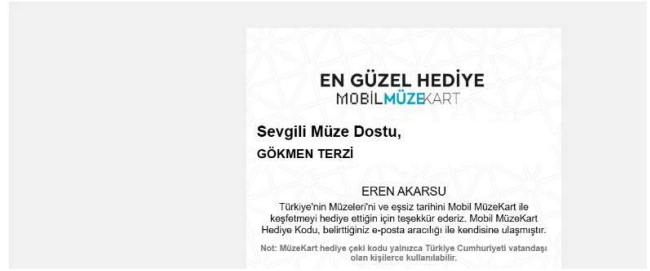 EN GÜZEL HEDİYE
MOBİLMÜZEKART
Sevgili Müze Dostu,
GÖKMEN TERZİ
EREN AKARSU
Türkiye'nin Müzeleri'ni ve eşsiz tarihini Mobil MüzeKart ile
keşfetmeyi hediye ettiğin için teşekkür ederiz. Mobil MüzeKart
Hediye Kodu, belirttiğiniz e-posta aracılığı ile kendisine ulaşmıştır.
Not: MüzeKart hediye çeki kodu yalnızca Türkiye Cumhuriyeti vatandaşı
olan kişilerce kullanılabilir.